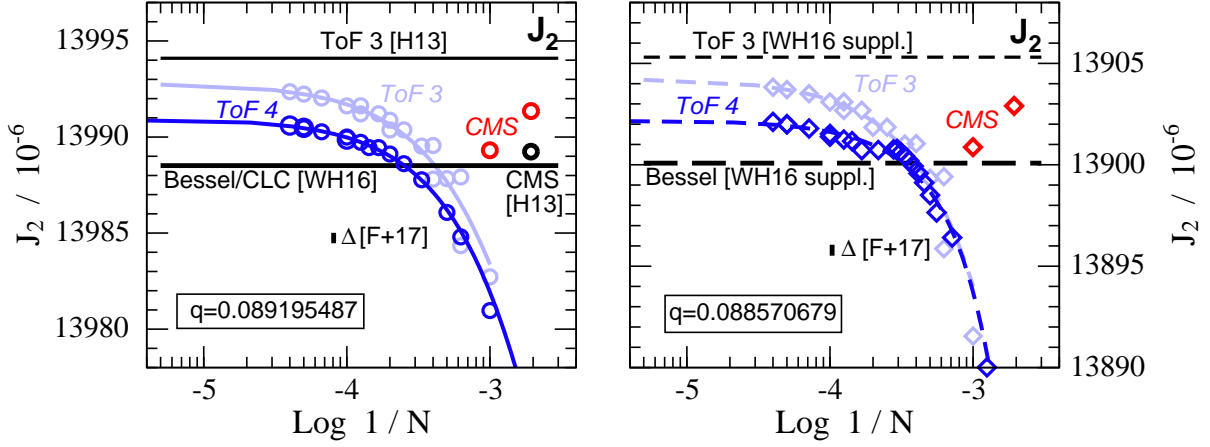 J2 / 10-6
13995
13990
13985
13980
J2
ToF 3 [H13]
ToF 3
ToF 4
CMS
Bessel/CLC [WH16]
CMS
[H13]
Δ [F+17]
q=0.089195487
-5
-4
-3
Log 1 / N
J2
ToF 3 [WH16 suppl.]
ToF 3
ToF 4
CMS
Bessel [WH16 suppl.]
Δ [F+17]
q=0.088570679
-5
-4
-3
Log 1 / N
13905
13900
13895
13890
J2 / 10-6